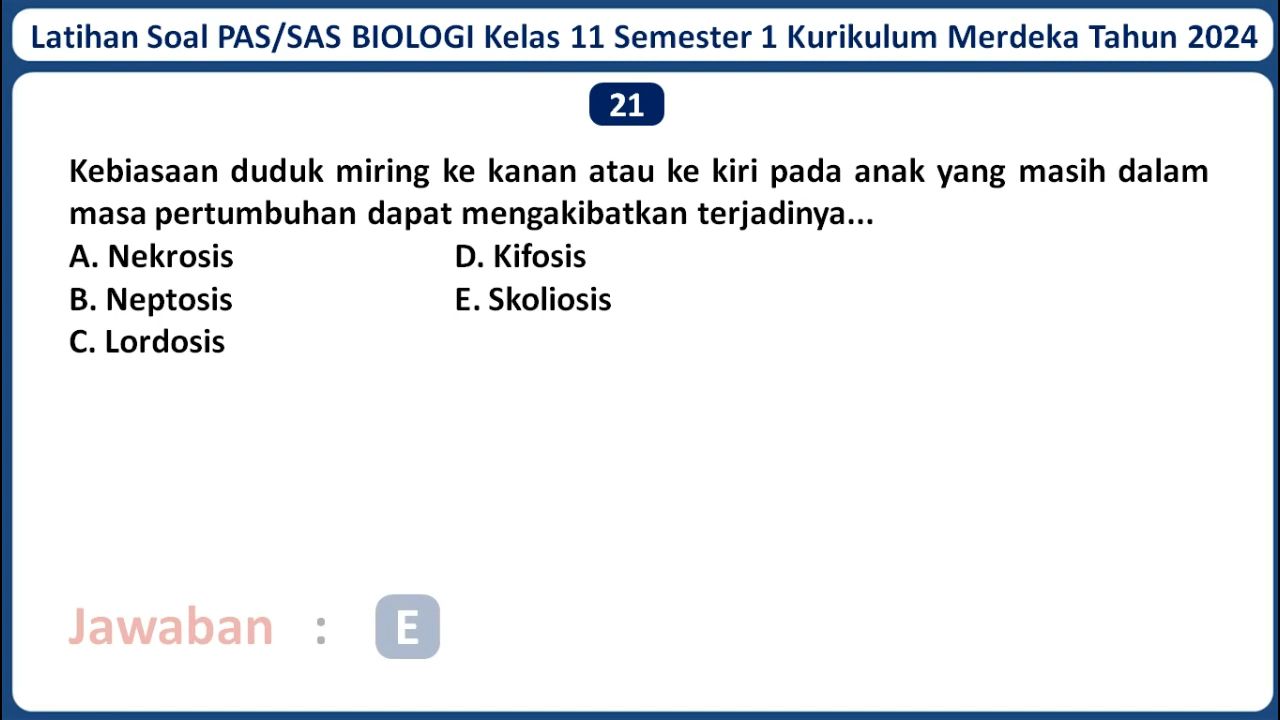 Latihan Soal PAS/SAS BIOLOGI Kelas 11 Semester 1 Kurikulum Merdeka Tahun 2024
21
Kebiasaan duduk miring ke kanan atau ke kiri pada anak yang masih dalam
masa pertumbuhan dapat mengakibatkan terjadinya...
A. Nekrosis
B. Neptosis
C. Lordosis
D. Kifosis
E. Skoliosis
Jawaban : E